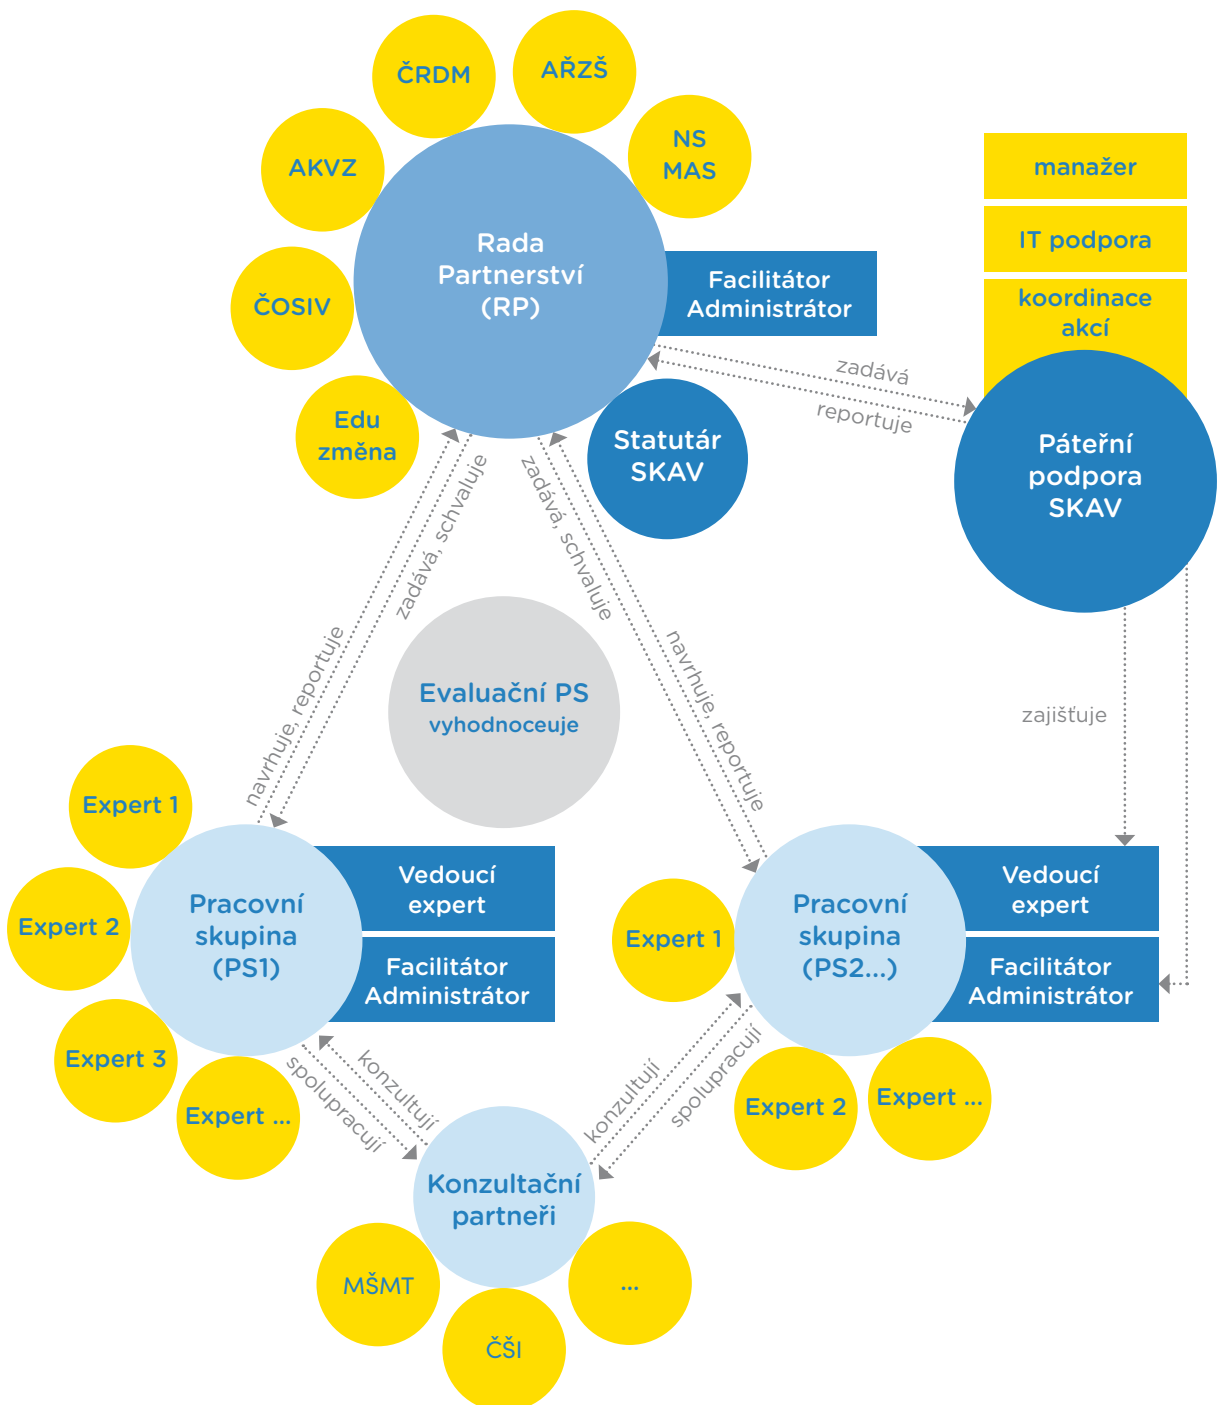 ČRDM
AŘZŠ
AKVZ
NS
MAS
ČOSIV
Edu
změna
Rada
Partnerství
(RP)
Facilitátor
Administrátor
Statutár
SKAV
manažer
IT podpora
koordinace
akcí
Páteřní
podpora
SKAV
zadává
reportuje
navrhuje, reportuje
zadává, schvaluje
zadává, schvaluje
navrhuje, reportuje
zajišťuje
Evaluační PS
vyhodnoceuje
Expert 1
Expert 2
Expert 3
Expert ...
Pracovní
skupina
(PS1)
Vedoucí
expert
Facilitátor
Administrátor
Expert 1
Expert 2
Expert ...
Pracovní
skupina
(PS2...)
Vedoucí
expert
Facilitátor
Administrátor
spolupracují
konzultují
konzultují
spolupracují
Konzultační
partneři
MŠMT
ČŠI
...